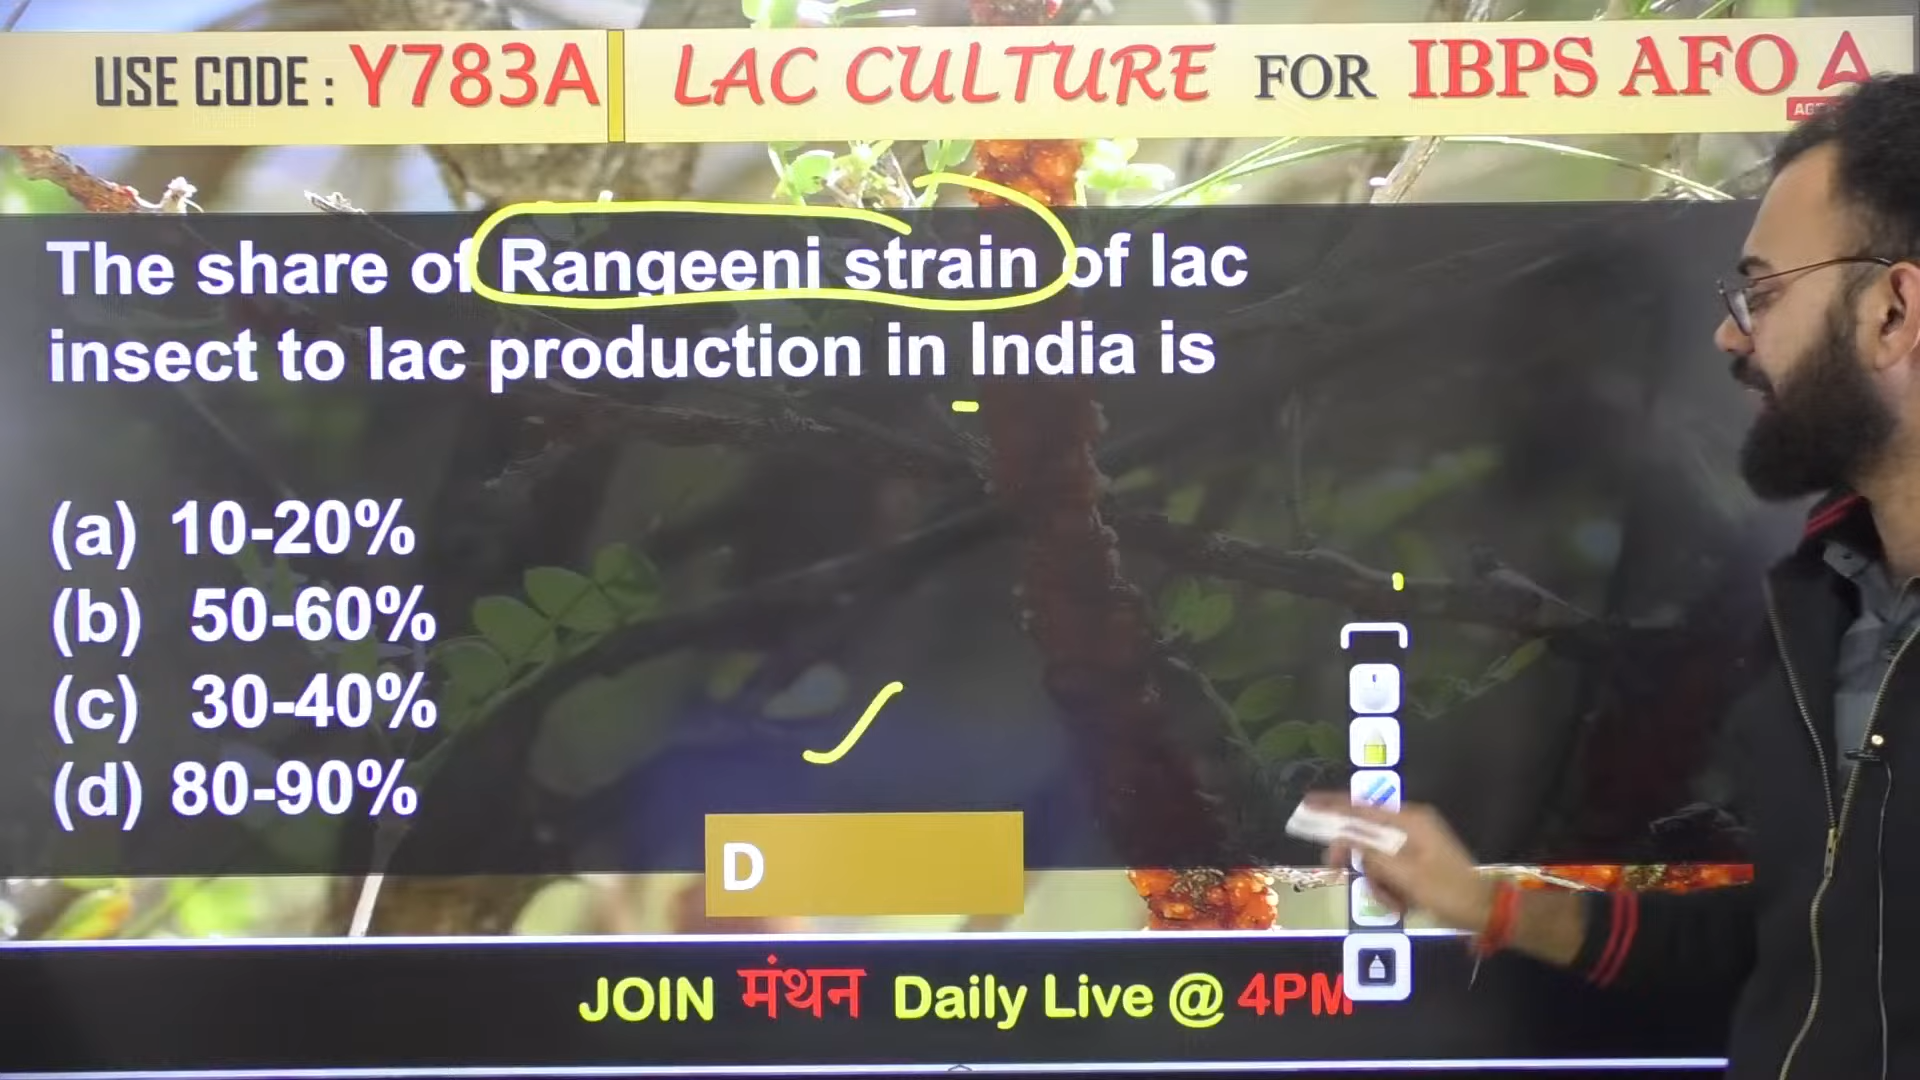 USE CODE : Y783A LAC CULTURE FOR IBPS AFO
The share of Rangeeni strain of lac
insect to lac production in India is
(a) 10-20%
(b) 50-60%
(c) 30-40%
(d) 80-90%
D
JOIN मंथन Daily Live @ 4PM